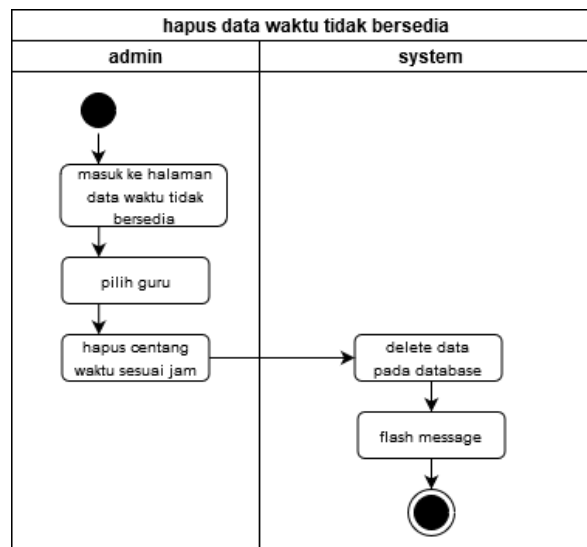 hapus data waktu tidak bersedia
admin
system
masuk ke halaman
data waktu tidak
bersedia
pilih guru
hapus centang
waktu sesuai jam
delete data
pada database
flash message